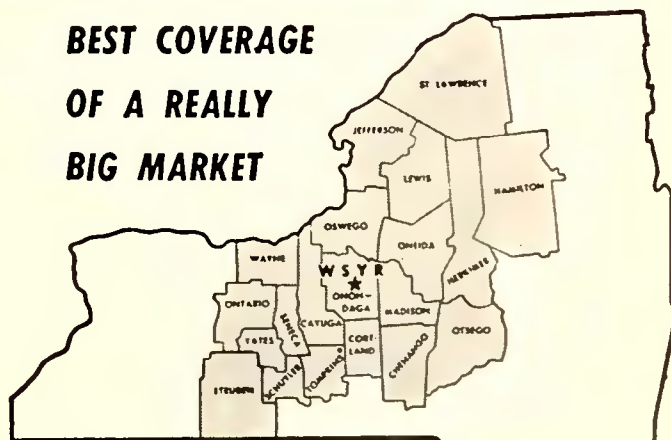 BEST COVERAGE
OF A REALLY
BIG MARKET
ST. LAWRENCE
JEFFERSON
LEWIS
HAMILTON
OSWEGO
ONEIDA
HERKIMER
WAYNE
WSYR
ONON-
DAGA
MADISON
ONTARIO
SENECA
CAYUGA
OTSEGO
YATES
CORT-
LAND
CHENANGO
STEUBEN
SCHUYLER
TOMPKINS